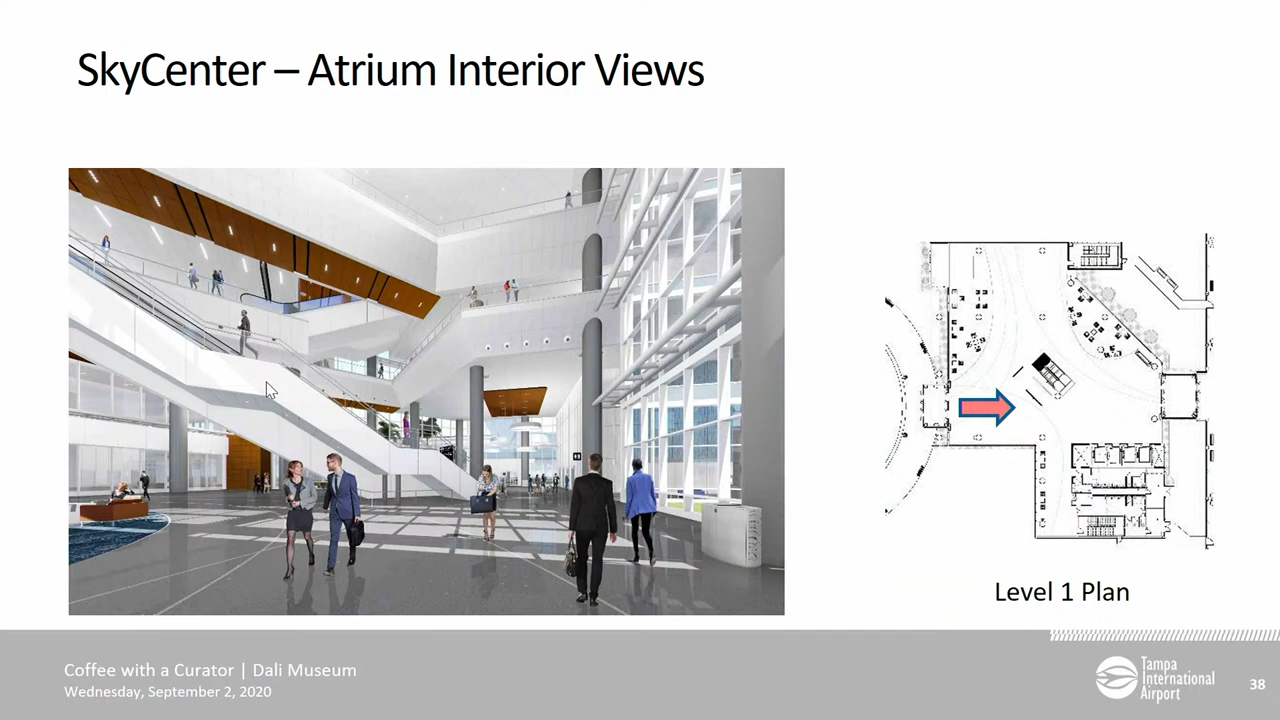 SkyCenter – Atrium Interior Views
Level 1 Plan
Coffee with a Curator | Dali Museum
Wednesday, September 2, 2020
Tampa
International
Airport
38